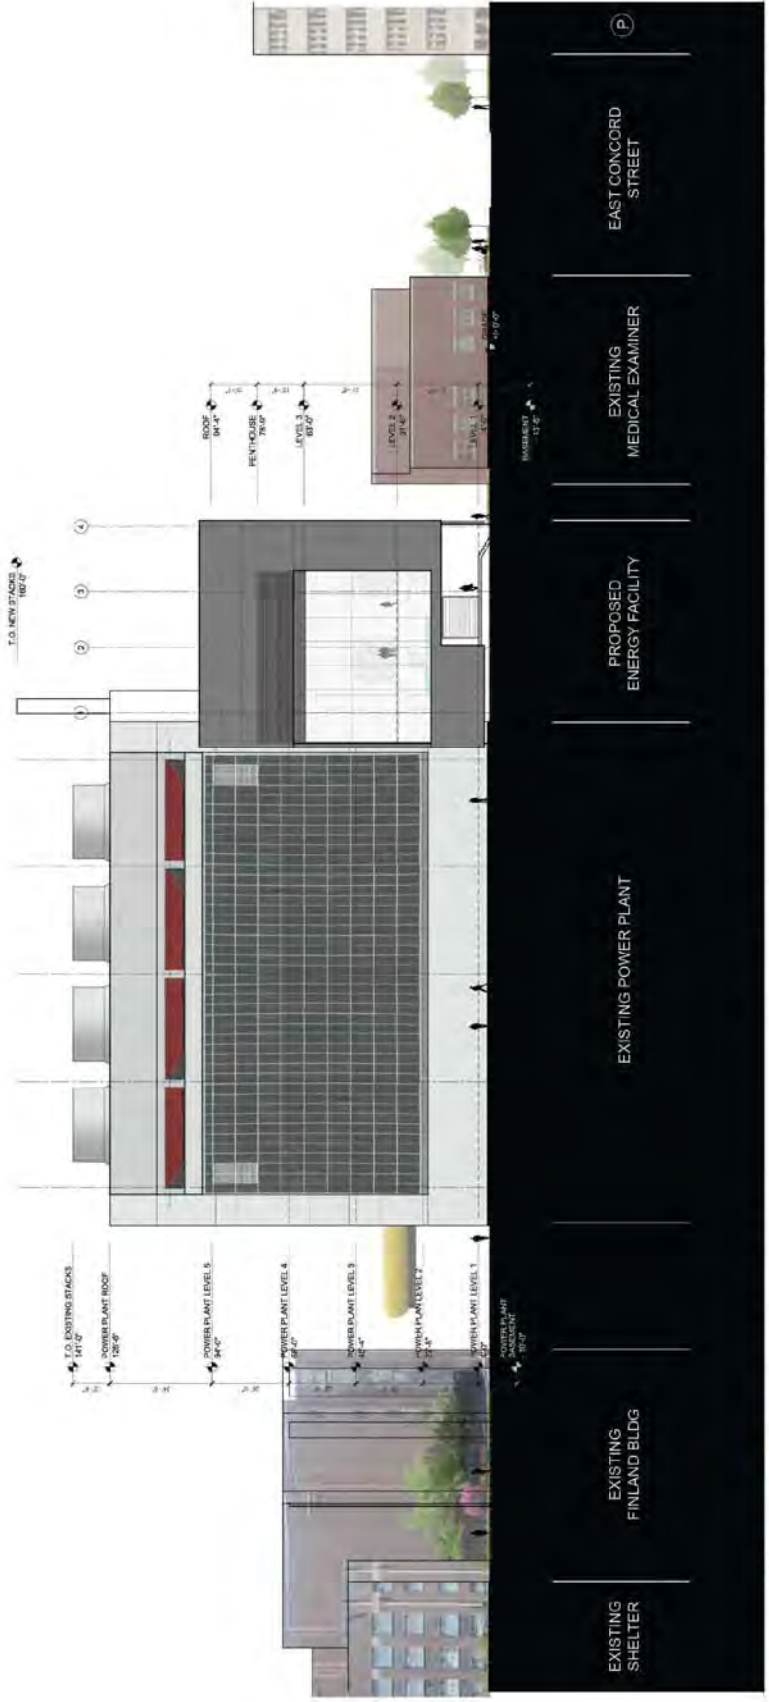 T.O. NEW STACKS
160'-0"
1
2
3
4
ROOF
94'-4"
PENTHOUSE
LEVEL 3
63'-0"
LEVEL 2
LEVEL 1
BASEMENT
T.O. EXISTING STACKS
141'-0"
POWER PLANT ROOF
POWER PLANT LEVEL 5
94'-0"
POWER PLANT LEVEL 4
POWER PLANT LEVEL 3
POWER PLANT LEVEL 2
POWER PLANT LEVEL 1
POWER PLANT
BASEMENT
EXISTING
SHELTER
EXISTING
FINLAND BLDG
EXISTING POWER PLANT
PROPOSED
ENERGY FACILITY
EXISTING
MEDICAL EXAMINER
EAST CONCORD
STREET
P